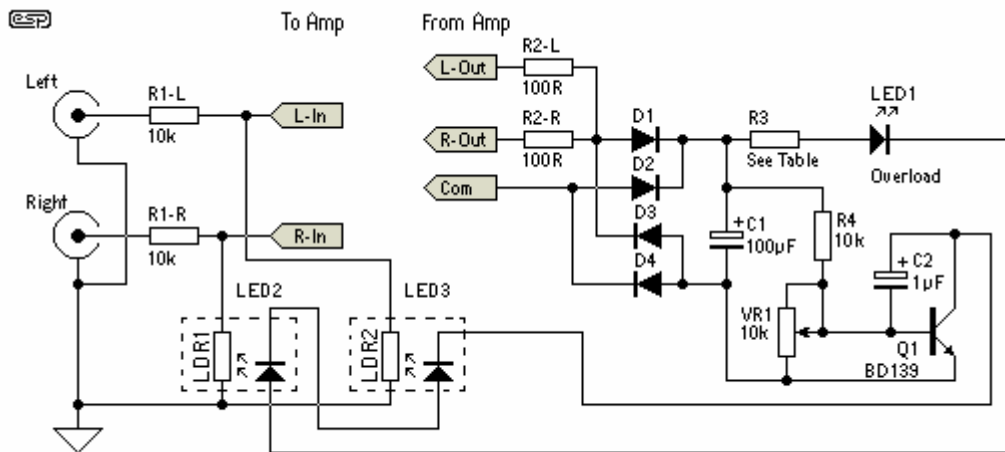 esp
To Amp
From Amp
Left
R1-L
10k
L-In
Right
R1-R
10k
R-In
L-Out
R2-L
100R
R-Out
R2-R
100R
Com
D1
D2
D3
D4
R3
See Table
LED1
Overload
C1
100µF
R4
10k
C2
1µF
VR1
10k
Q1
BD139
LED2
LED3
LDR1
LDR2